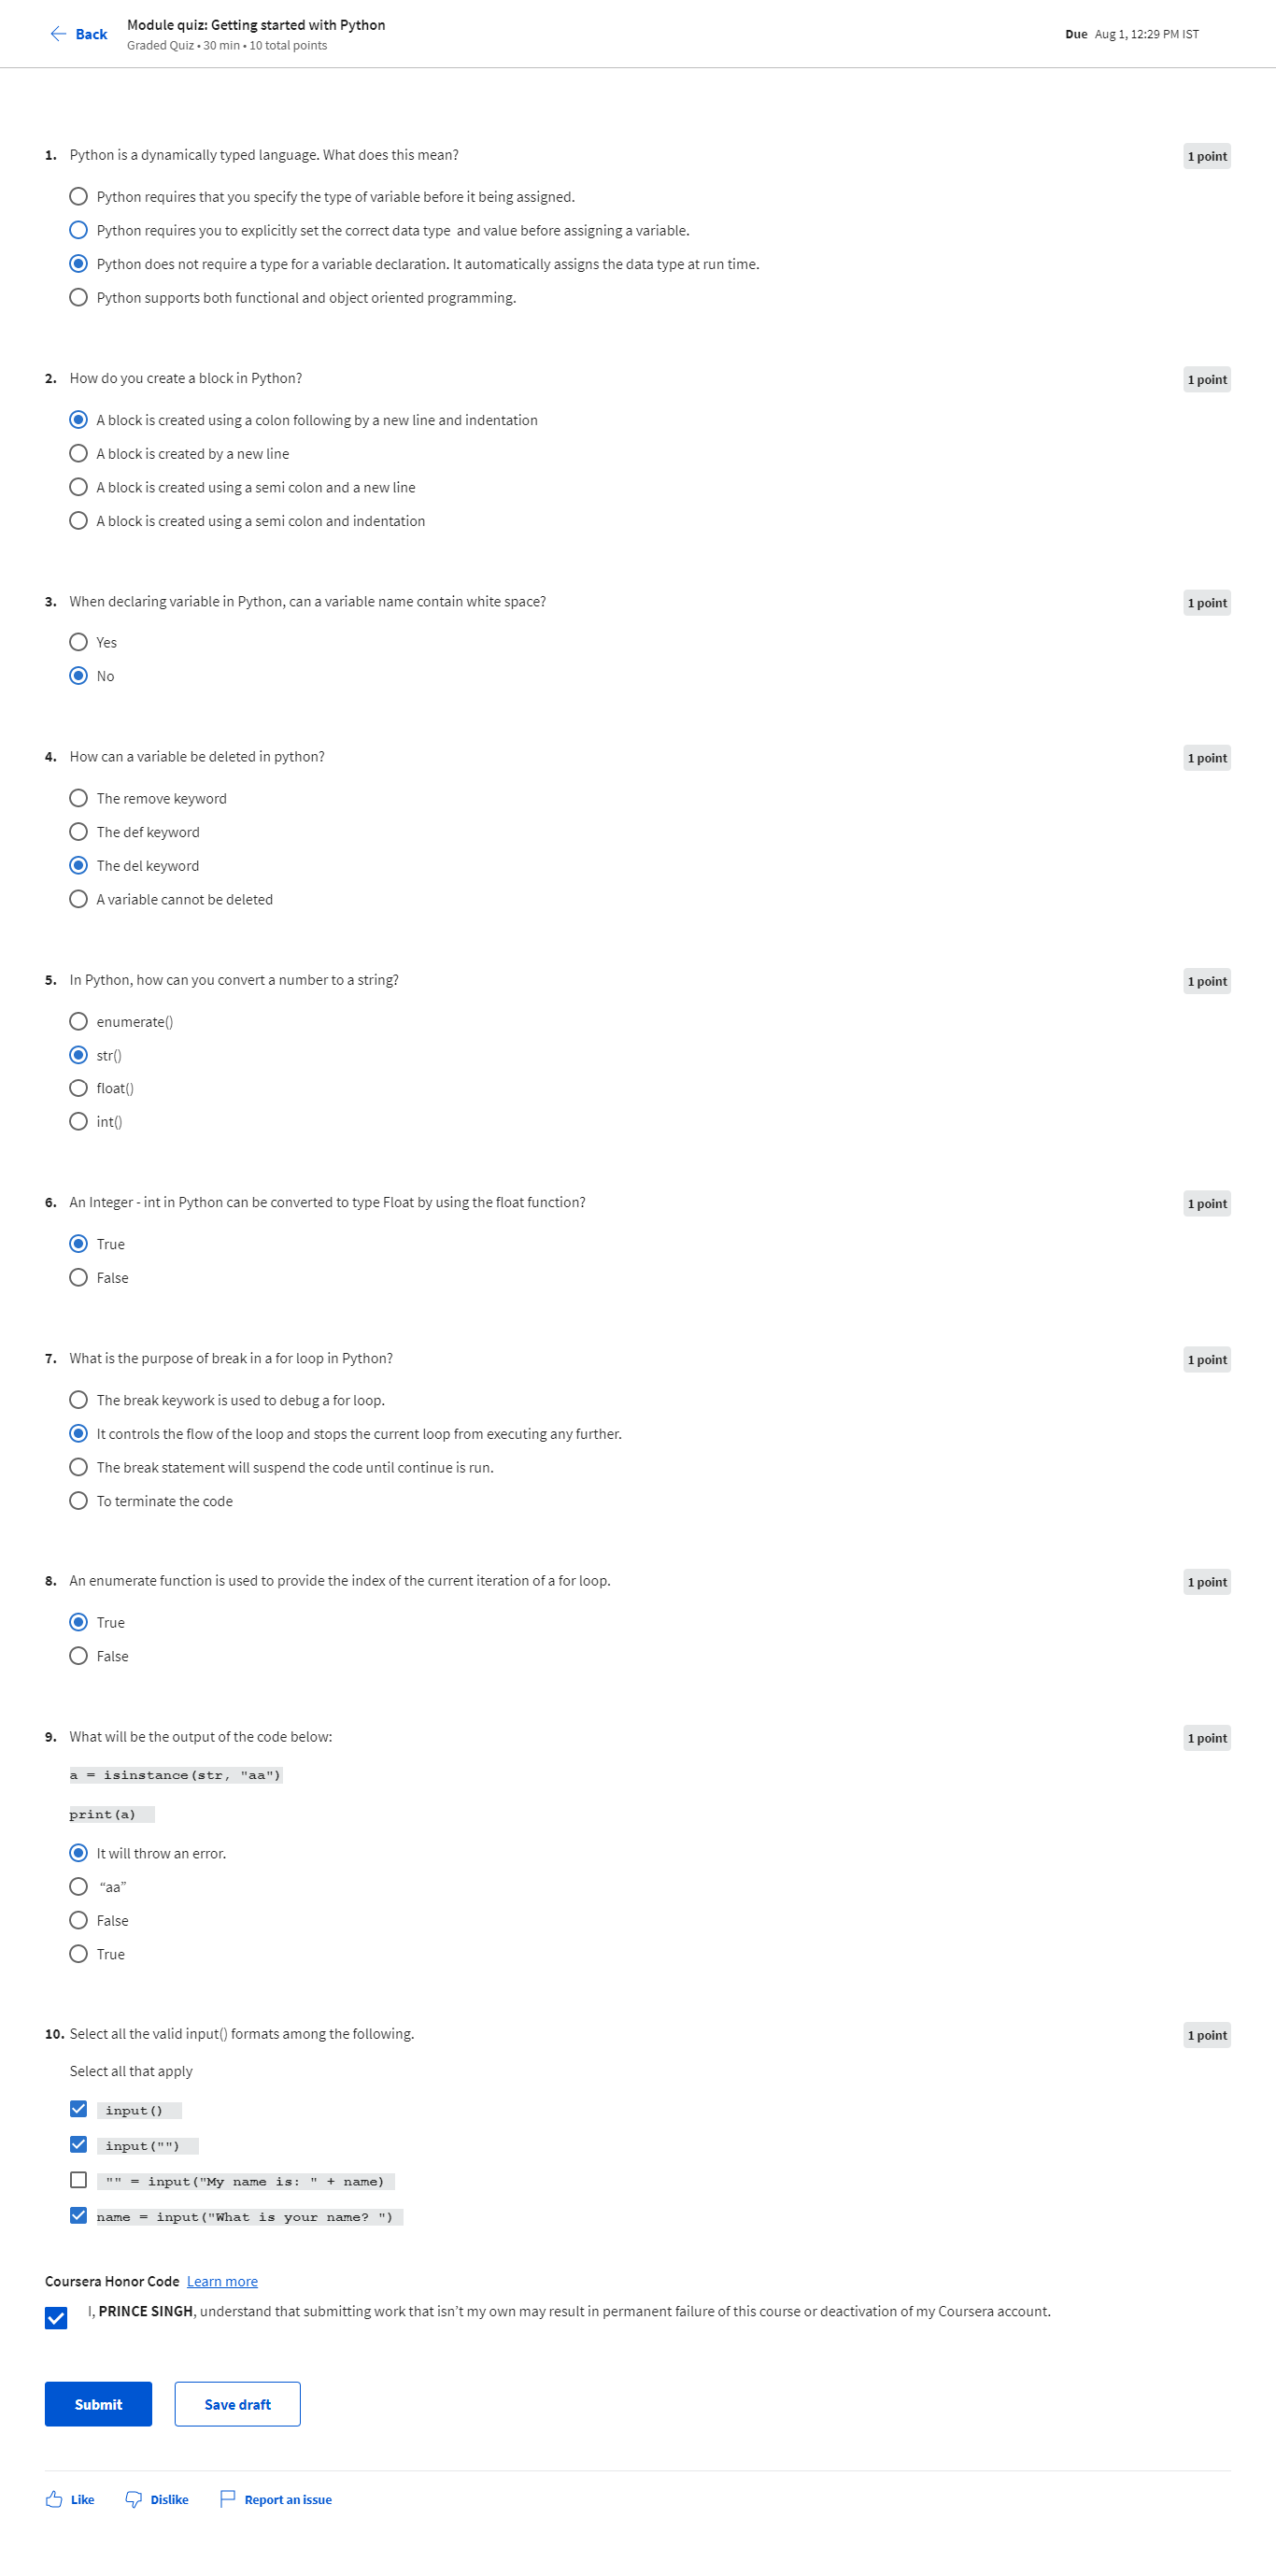 Back
Module quiz: Getting started with Python
Graded Quiz • 30 min • 10 total points
Due Aug 1, 12:29 PM IST
1. Python is a dynamically typed language. What does this mean?
1 point
Python requires that you specify the type of variable before it being assigned.
Python requires you to explicitly set the correct data type and value before assigning a variable.
Python does not require a type for a variable declaration. It automatically assigns the data type at run time.
Python supports both functional and object oriented programming.
2. How do you create a block in Python?
1 point
A block is created using a colon following by a new line and indentation
A block is created by a new line
A block is created using a semi colon and a new line
A block is created using a semi colon and indentation
3. When declaring variable in Python, can a variable name contain white space?
1 point
Yes
No
4. How can a variable be deleted in python?
1 point
The remove keyword
The def keyword
The del keyword
A variable cannot be deleted
5. In Python, how can you convert a number to a string?
1 point
enumerate()
str()
float()
int()
6. An Integer - int in Python can be converted to type Float by using the float function?
1 point
True
False
7. What is the purpose of break in a for loop in Python?
1 point
The break keywork is used to debug a for loop.
It controls the flow of the loop and stops the current loop from executing any further.
The break statement will suspend the code until continue is run.
To terminate the code
8. An enumerate function is used to provide the index of the current iteration of a for loop.
1 point
True
False
9. What will be the output of the code below:
1 point
a = isinstance(str, "aa")
print(a)
It will throw an error.
“aa”
False
True
10. Select all the valid input() formats among the following.
1 point
Select all that apply
input()
input("")
"" = input("My name is: " + name)
name = input("What is your name? ")
Coursera Honor Code Learn more
I, PRINCE SINGH, understand that submitting work that isn’t my own may result in permanent failure of this course or deactivation of my Coursera account.
Submit
Save draft
Like
Dislike
Report an issue